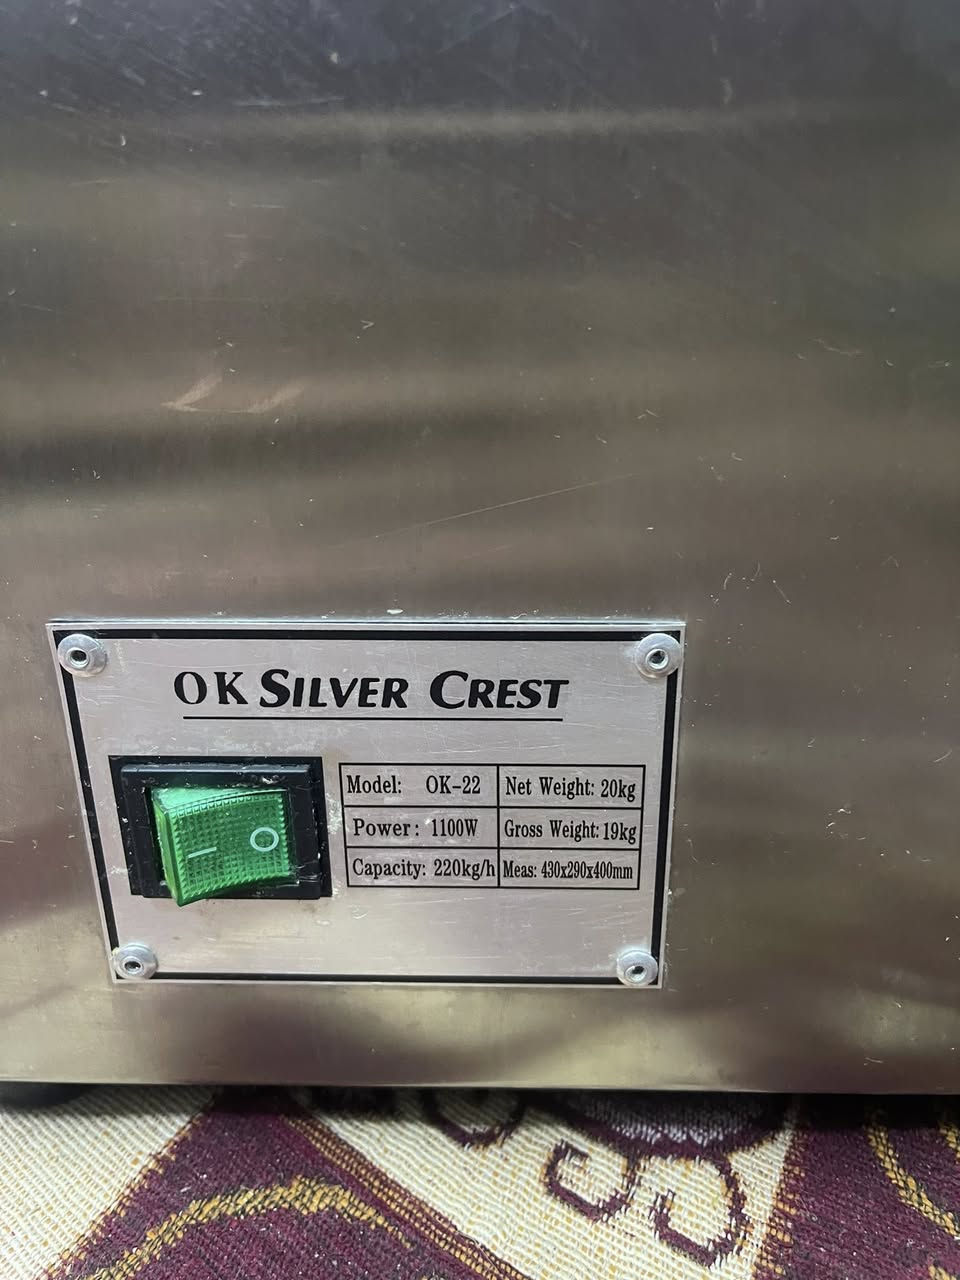 OK SILVER CREST
Model: OK-22 Net Weight: 20kg
Power: 1100W Gross Weight: 19kg
Capacity: 220kg/h Meas: 430x290x400mm
I O